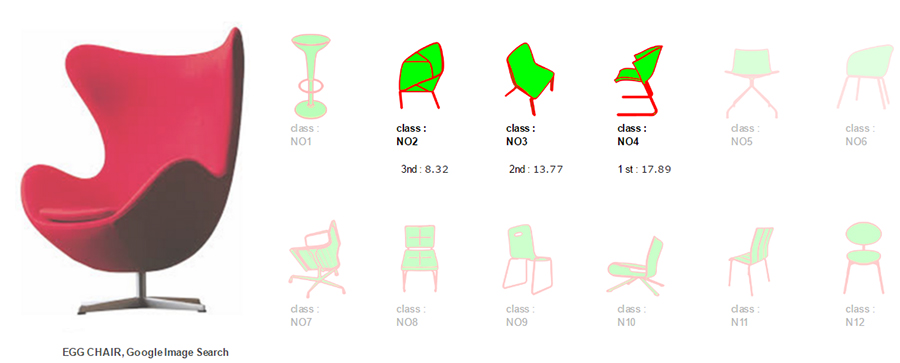 class :
NO1
class :
NO2
class :
NO3
class :
NO4
class :
NO5
class :
NO6
3nd : 8.32
2nd : 13.77
1 st : 17.89
class :
NO7
class :
NO8
class :
NO9
class :
N10
class :
N11
class :
N12
EGG CHAIR, Google Image Search